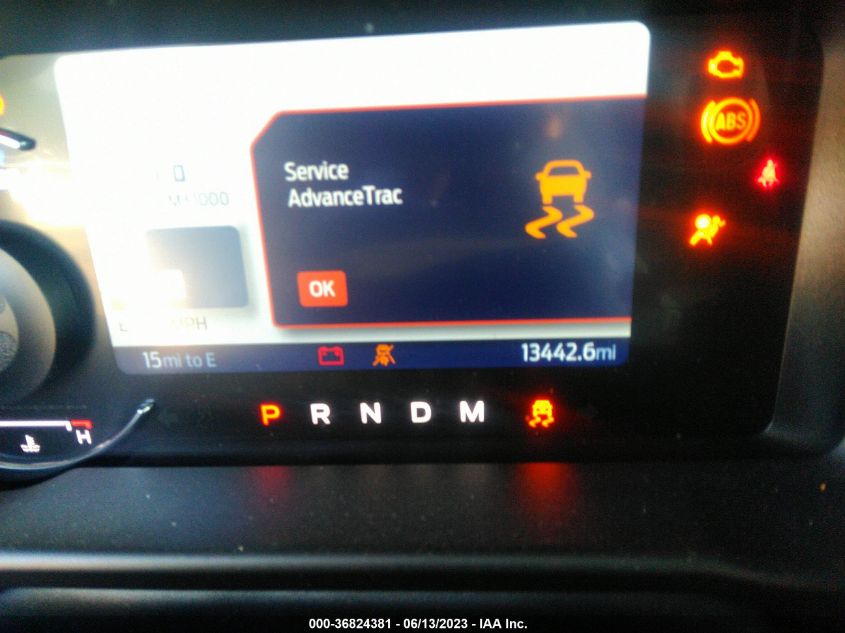 Service
AdvanceTrac
OK
ABS
15mi to E
13442.6mi
P R N D M
H
000-36824381 - 06/13/2023 - IAA Inc.